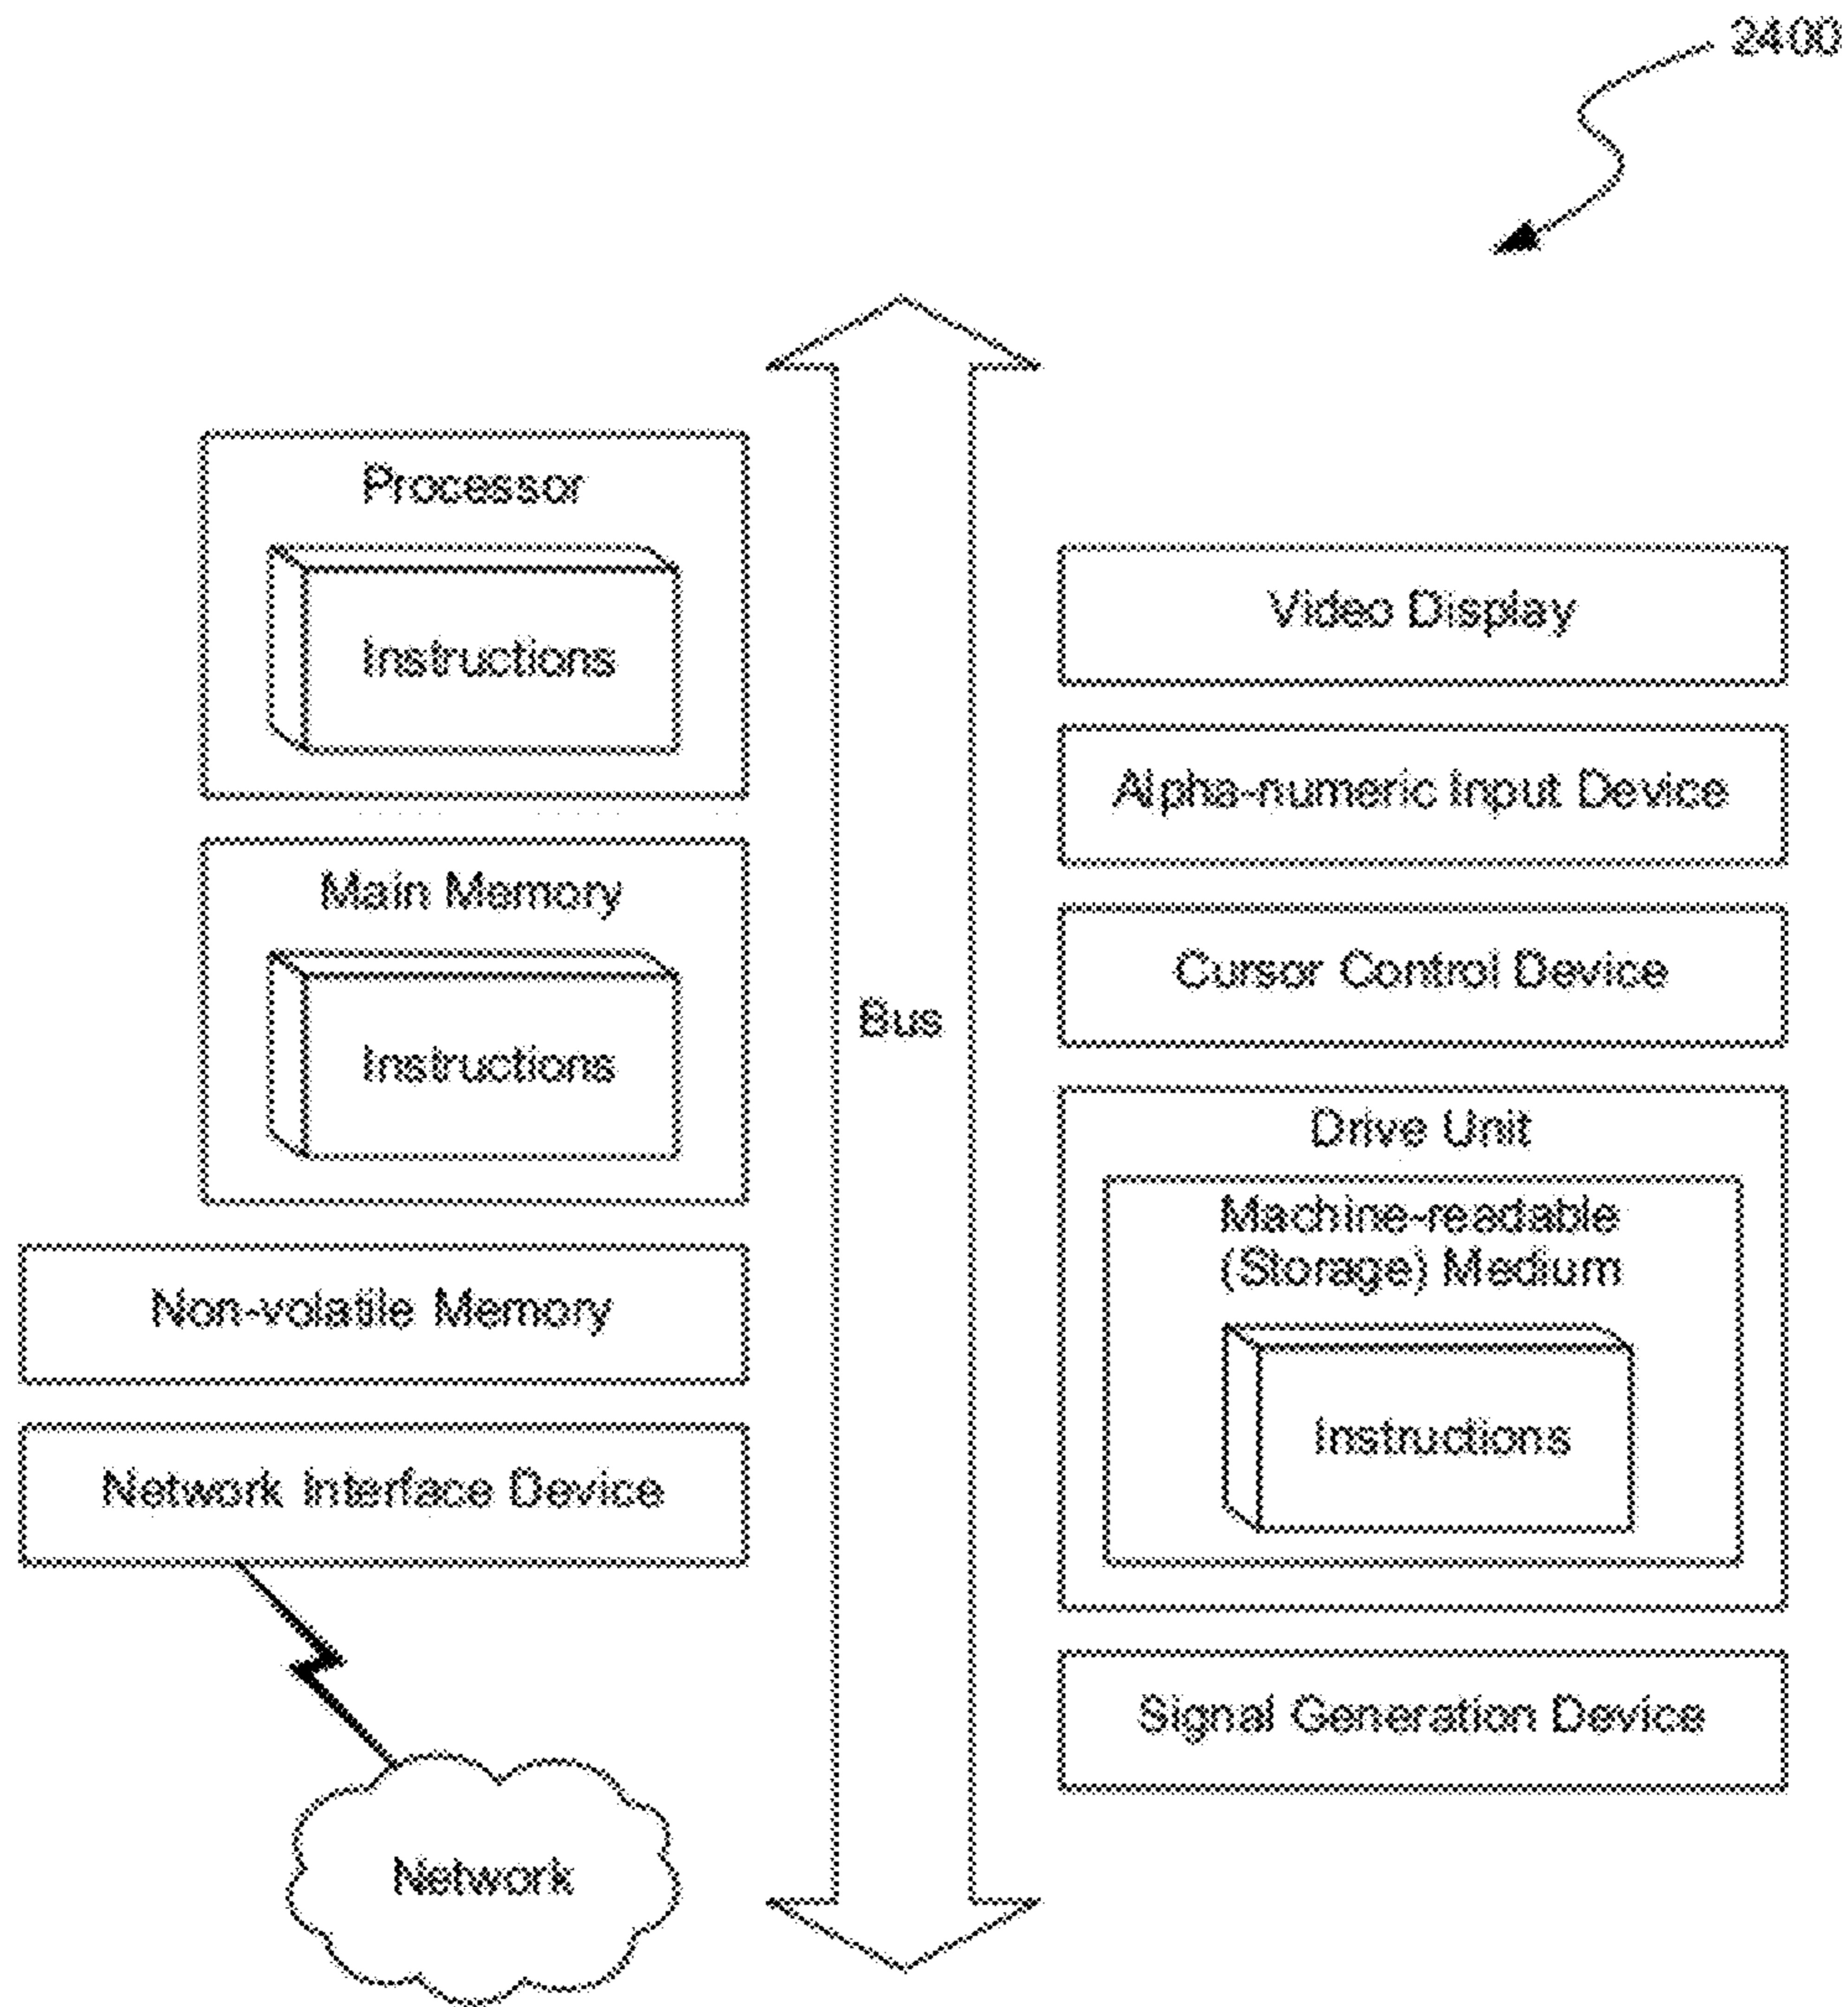 2400
Processor
Instructions
Main Memory
Instructions
Non-volatile Memory
Network Interface Device
Network
Bus
Video Display
Alpha-numeric Input Device
Cursor Control Device
Drive Unit
Machine-readable
(Storage) Medium
Instructions
Signal Generation Device